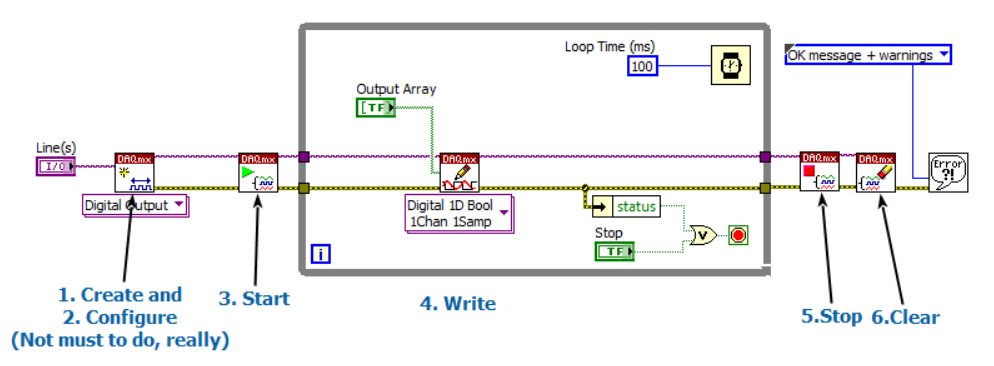 Loop Time (ms)
100
OK message + warnings
Output Array
TF
Line(s)
I/O
DAQmx
DAQmx
DAQmx
DAQmx
DAQmx
Error
?!
Digital Output
Digital 1D Bool
1Chan 1Samp
status
Stop
TF
V
i
1. Create and
2. Configure
(Not must to do, really)
3. Start
4. Write
5.Stop
6.Clear